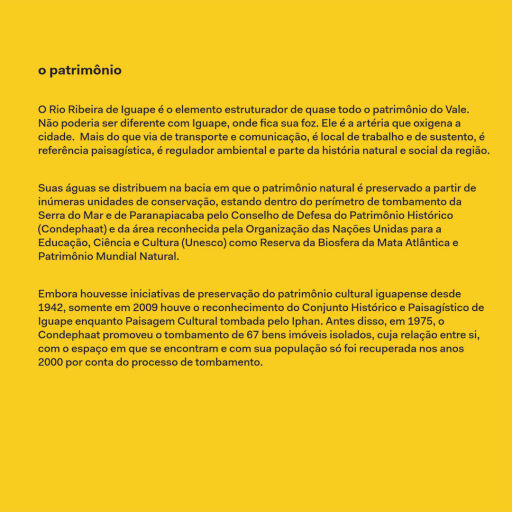 o patrimônio
O Rio Ribeira de Iguape é o elemento estruturador de quase todo o patrimônio do Vale.
Não poderia ser diferente com Iguape, onde fica sua foz. Ele é a artéria que oxigena a
cidade.  Mais do que via de transporte e comunicação, é local de trabalho e de sustento, é
referência paisagística, é regulador ambiental e parte da história natural e social da região.
Suas águas se distribuem na bacia em que o patrimônio natural é preservado a partir de
inúmeras unidades de conservação, estando dentro do perímetro de tombamento da
Serra do Mar e de Paranapiacaba pelo Conselho de Defesa do Patrimônio Histórico
(Condephaat) e da área reconhecida pela Organização das Nações Unidas para a
Educação, Ciência e Cultura (Unesco) como Reserva da Biosfera da Mata Atlântica e
Patrimônio Mundial Natural.
Embora houvesse iniciativas de preservação do patrimônio cultural iguapense desde
1942, somente em 2009 houve o reconhecimento do Conjunto Histórico e Paisagístico de
Iguape enquanto Paisagem Cultural tombada pelo Iphan. Antes disso, em 1975, o
Condephaat promoveu o tombamento de 67 bens imóveis isolados, cuja relação entre si,
com o espaço em que se encontram e com sua população só foi recuperada nos anos
2000 por conta do processo de tombamento.